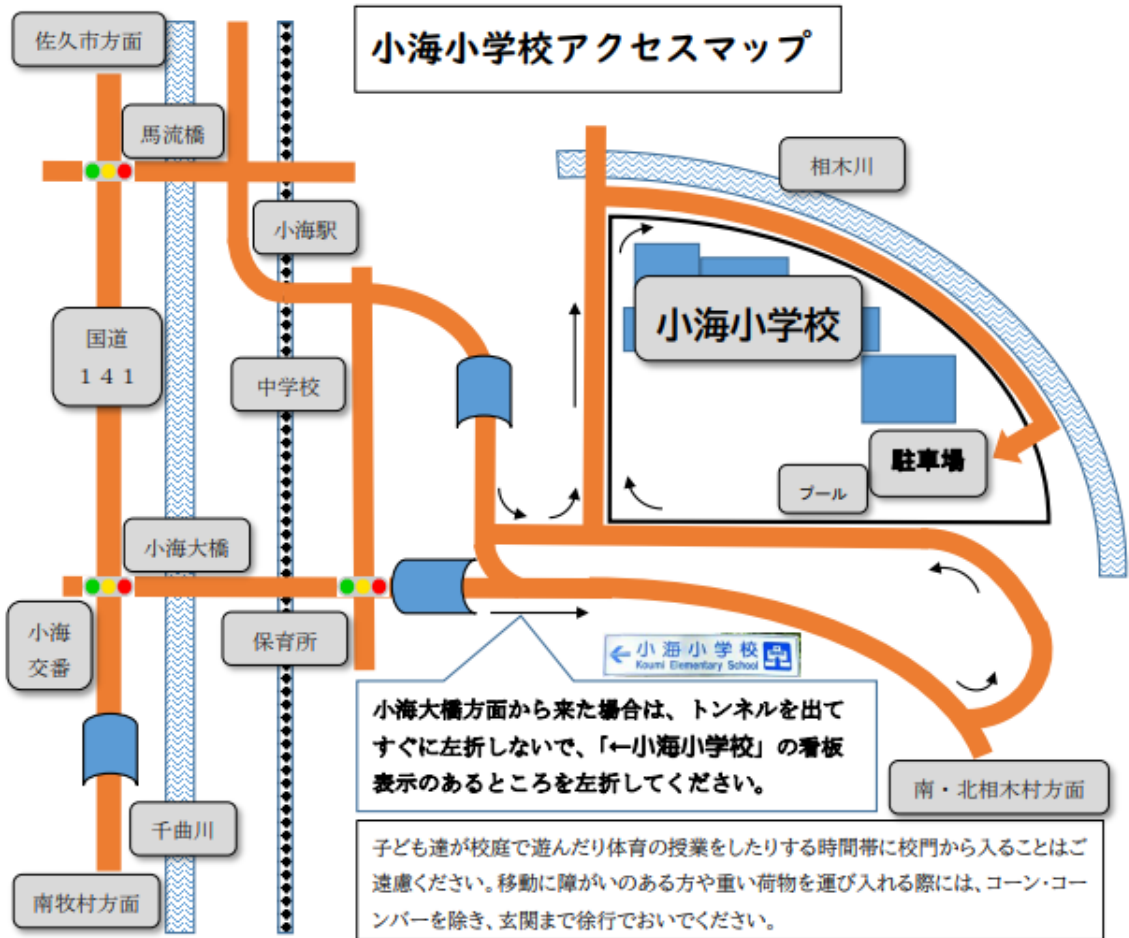 小海小学校アクセスマップ
佐久市方面
馬流橋
相木川
小海駅
小海小学校
国道
１４１
中学校
駐車場
プール
小海大橋
小海
交番
保育所
←小海小学校
Koumi Elementary School
小海大橋方面から来た場合は、トンネルを出て
すぐに左折しないで、「←小海小学校」の看板
表示のあるところを左折してください。
南・北相木村方面
千曲川
南牧村方面
子ども達が校庭で遊んだり体育の授業をしたりする時間帯に校門から入ることはご
遠慮ください。移動に障がいのある方や重い荷物を運び入れる際には、コーン・コー
ンバーを除き、玄関まで徐行でおいでください。